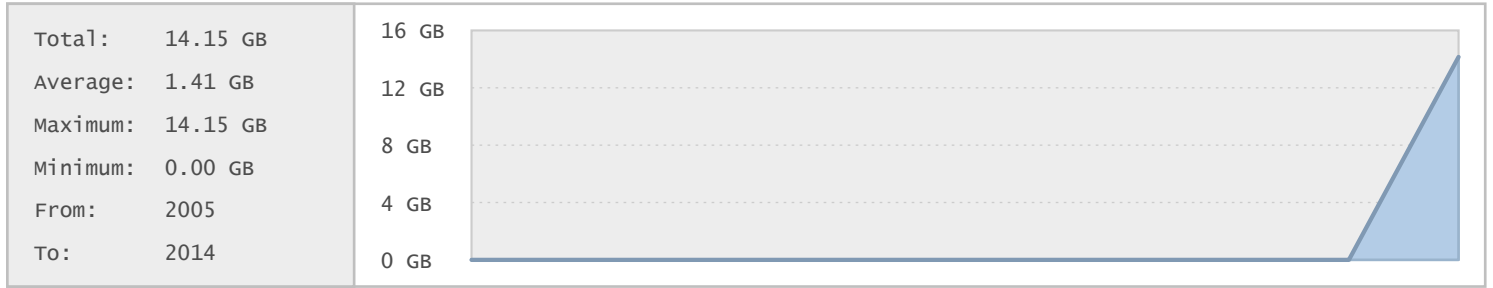 Total: 14.15 GB
Average: 1.41 GB
Maximum: 14.15 GB
Minimum: 0.00 GB
From: 2005
To: 2014
16 GB
12 GB
8 GB
4 GB
0 GB